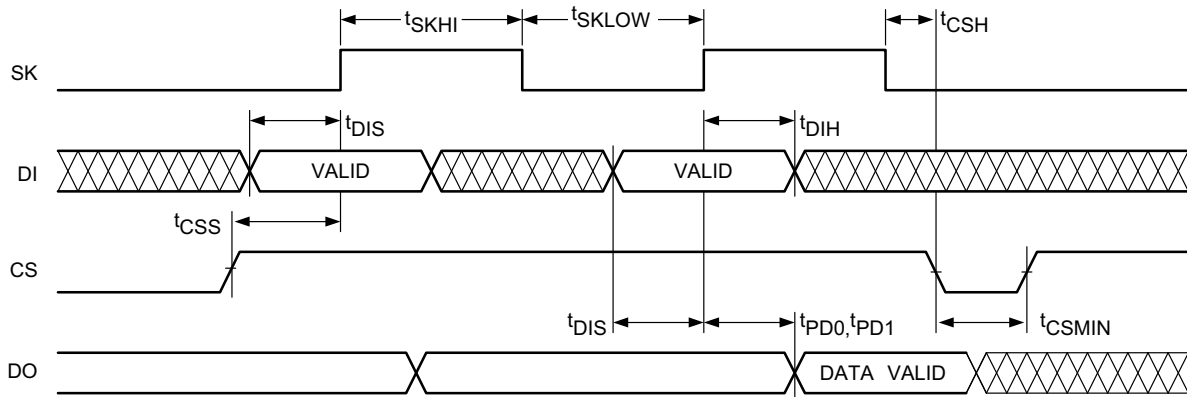 tSKHI tSKLOW tCSH
SK
tDIS tDIH
DI VALID VALID
tCSS
CS
tDIS tPD0,tPD1 tCSMIN
DO DATA VALID